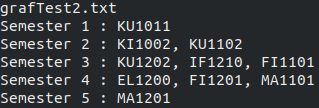 grafTest2.txt
Semester 1 : KU1011
Semester 2 : KI1002, KU1102
Semester 3 : KU1202, IF1210, FI1101
Semester 4 : EL1200, FI1201, MA1101
Semester 5 : MA1201